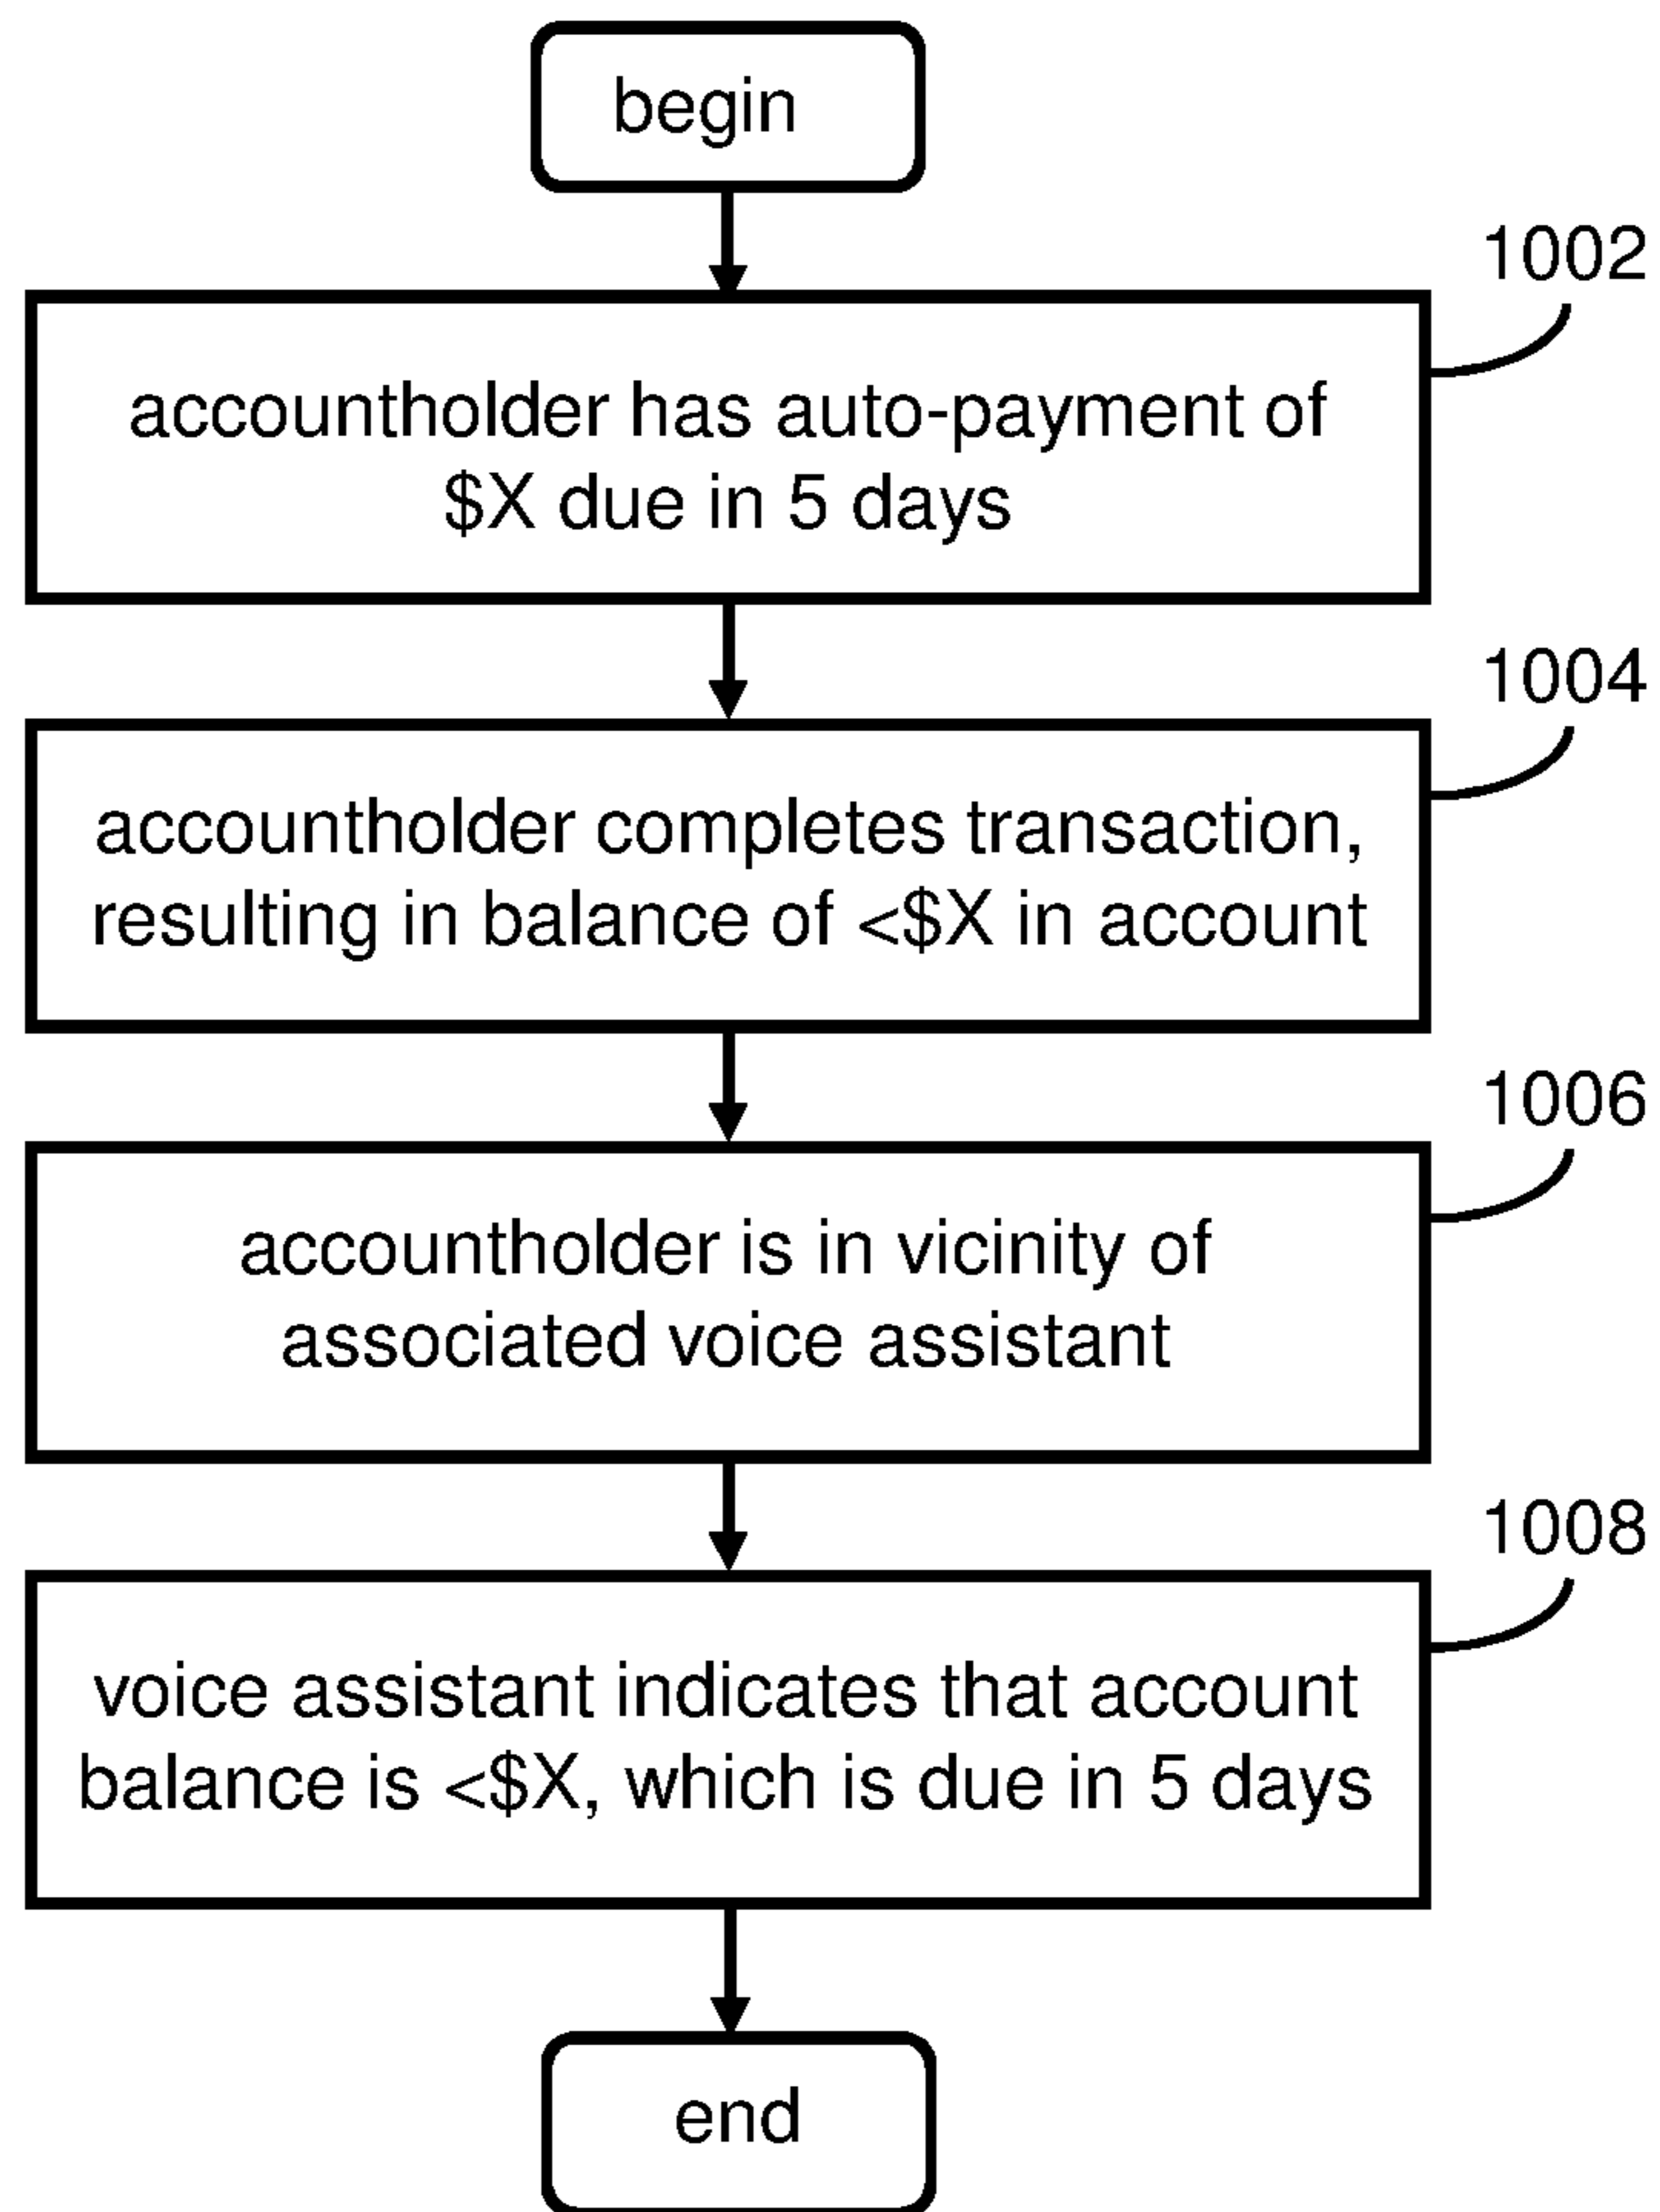 begin
1002
accountholder has auto-payment of
$X due in 5 days
1004
accountholder completes transaction,
resulting in balance of <$X in account
1006
accountholder is in vicinity of
associated voice assistant
1008
voice assistant indicates that account
balance is <$X, which is due in 5 days
end